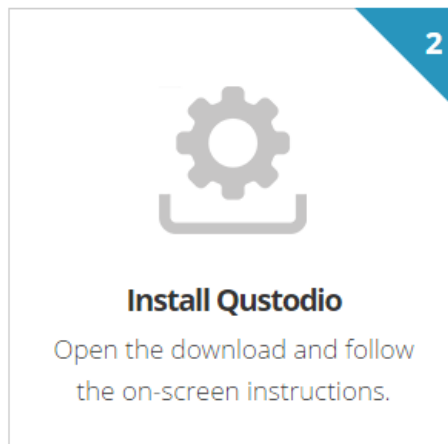 2
Install Qustodio
Open the download and follow
the on-screen instructions.